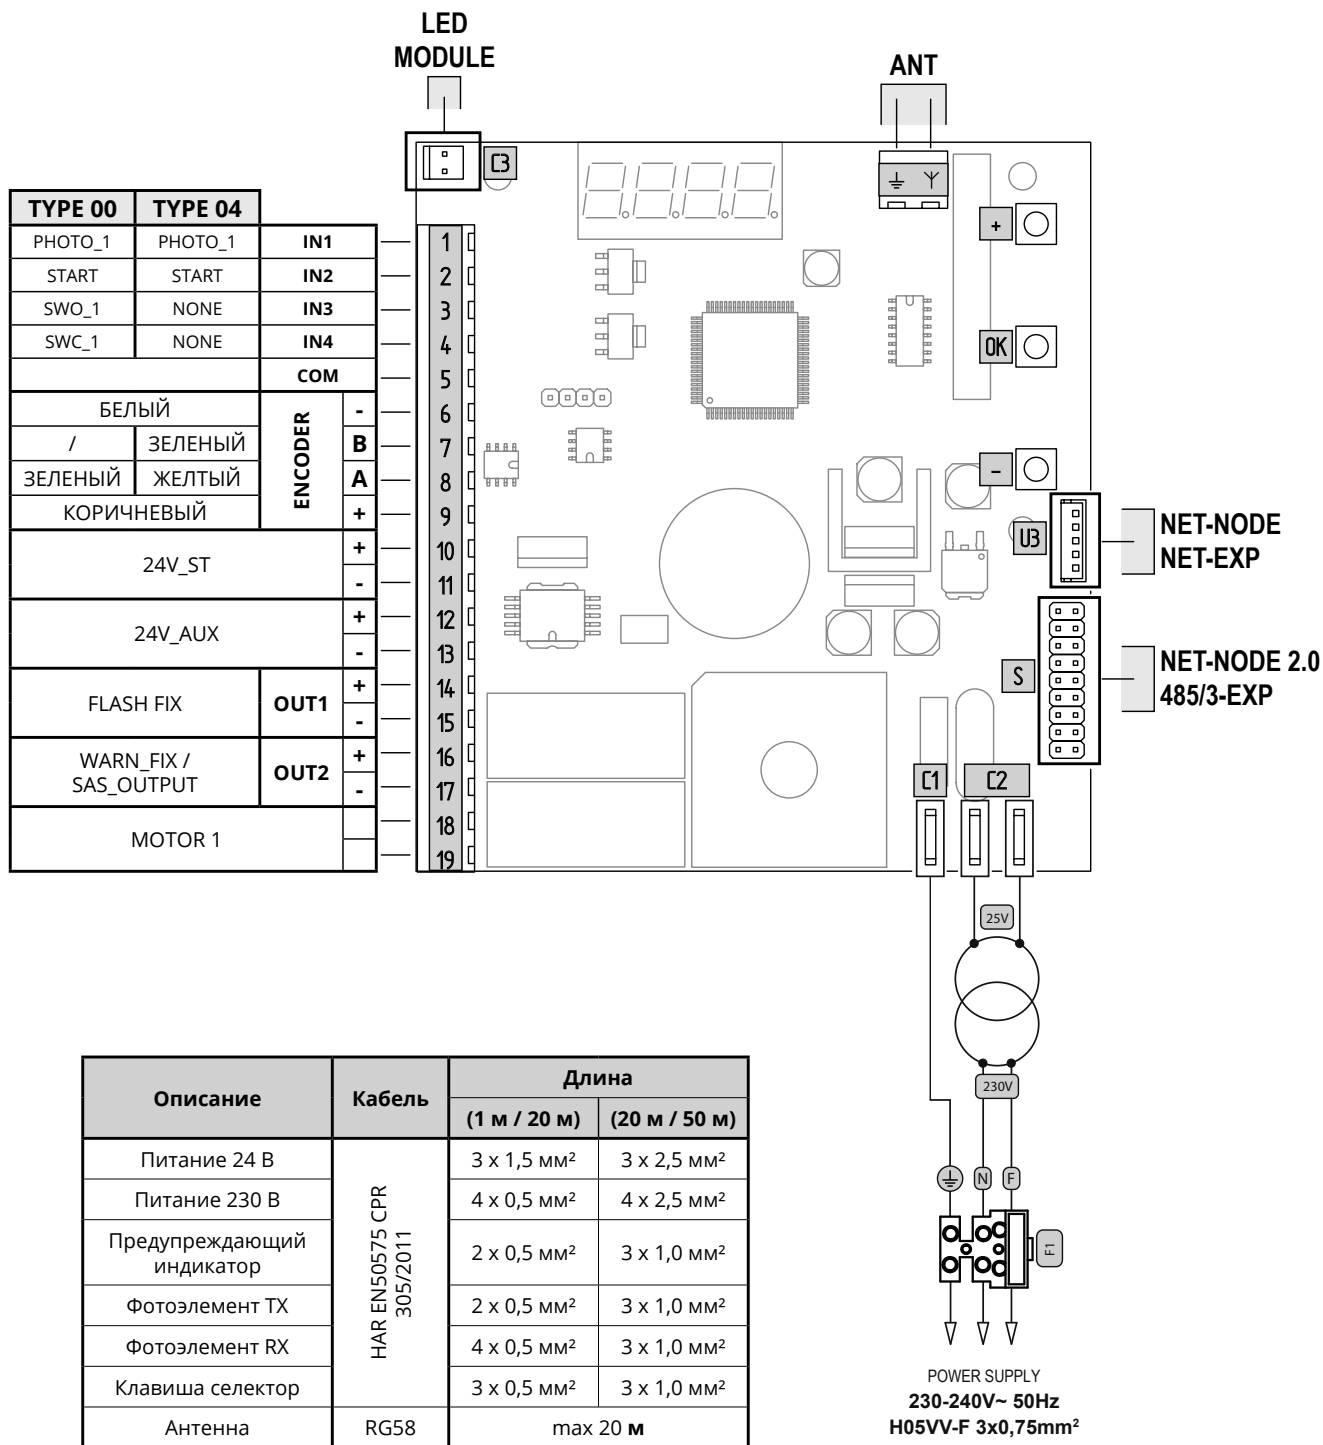 LED
MODULE
ANT
C3
TYPE 00 TYPE 04
PHOTO_1 PHOTO_1 IN1 1
START START IN2 2
SWO_1 NONE IN3 3
SWC_1 NONE IN4 4
COM 5
БЕЛЫЙ ENCODER - 6
/ ЗЕЛЕНЫЙ B 7
ЗЕЛЕНЫЙ ЖЕЛТЫЙ A 8
КОРИЧНЕВЫЙ + 9
24V_ST + 10
- 11
24V_AUX + 12
- 13
FLASH FIX OUT1 + 14
- 15
WARN_FIX /
SAS_OUTPUT OUT2 + 16
- 17
MOTOR 1 18
19
+
OK
-
U3
NET-NODE
NET-EXP
S
NET-NODE 2.0
485/3-EXP
C1 C2
25V
230V
N F
F1
POWER SUPPLY
230-240V~ 50Hz
H05VV-F 3x0,75mm²
Описание Кабель Длина
(1 м / 20 м) (20 м / 50 м)
HAR EN50575 CPR
305/2011
Питание 24 В 3 x 1,5 мм² 3 x 2,5 мм²
Питание 230 В 4 x 0,5 мм² 4 x 2,5 мм²
Предупреждающий
индикатор 2 x 0,5 мм² 3 x 1,0 мм²
Фотоэлемент TX 2 x 0,5 мм² 3 x 1,0 мм²
Фотоэлемент RX 4 x 0,5 мм² 3 x 1,0 мм²
Клавиша селектор 3 x 0,5 мм² 3 x 1,0 мм²
Антенна RG58 max 20 м